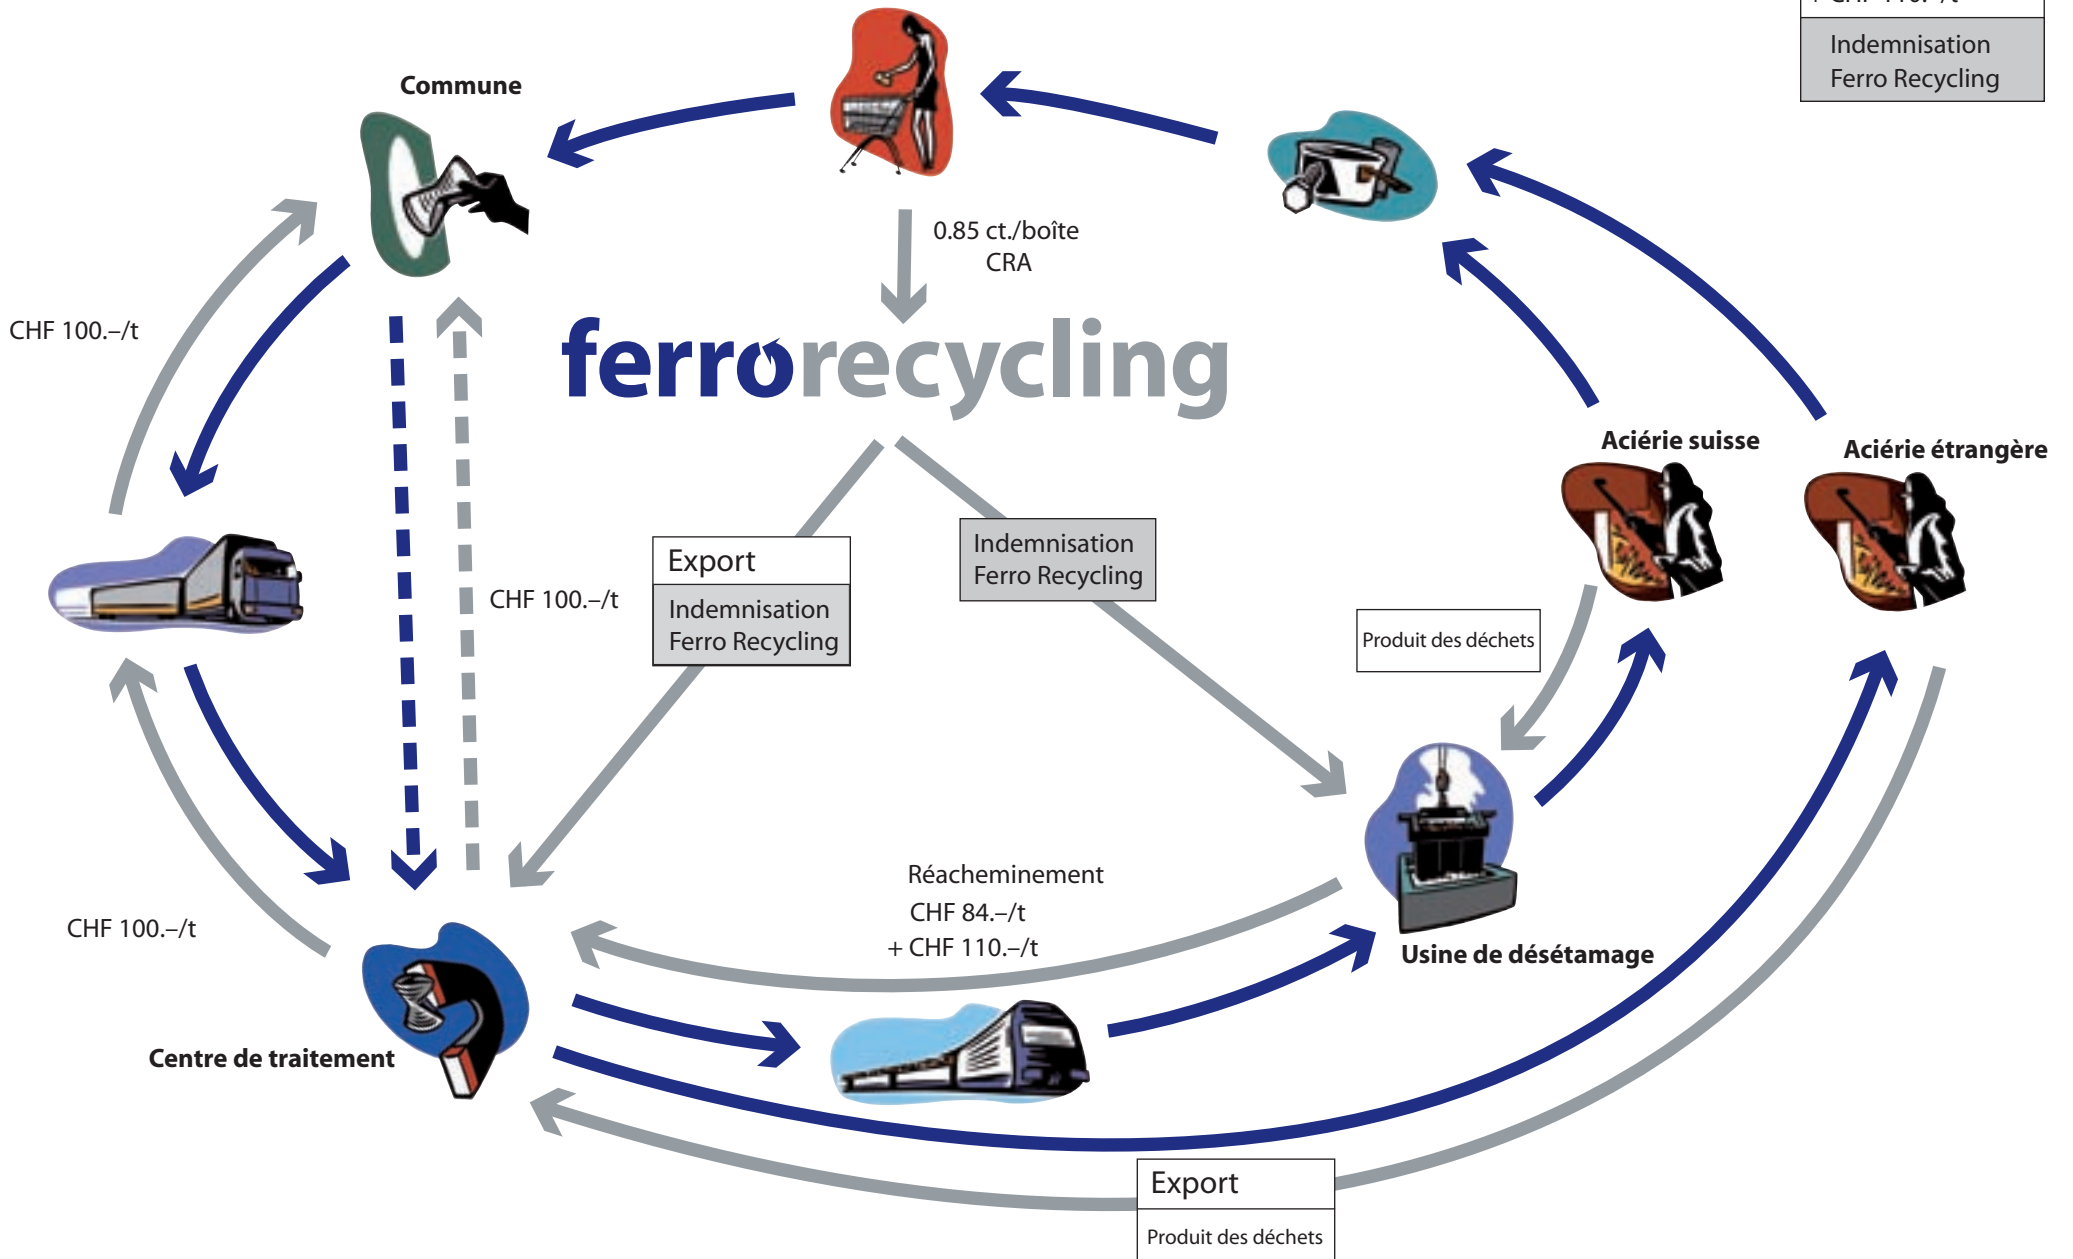 Indemnisation
Ferro Recycling
Commune
0.85 ct./boîte
CRA
CHF 100.–/t
ferrorecycling
Aciérie suisse
Aciérie étrangère
Export
Indemnisation
Ferro Recycling
Indemnisation
Ferro Recycling
CHF 100.–/t
Produit des déchets
Réacheminement
CHF 84.–/t
+ CHF 110.–/t
CHF 100.–/t
Usine de désétamage
Centre de traitement
Export
Produit des déchets